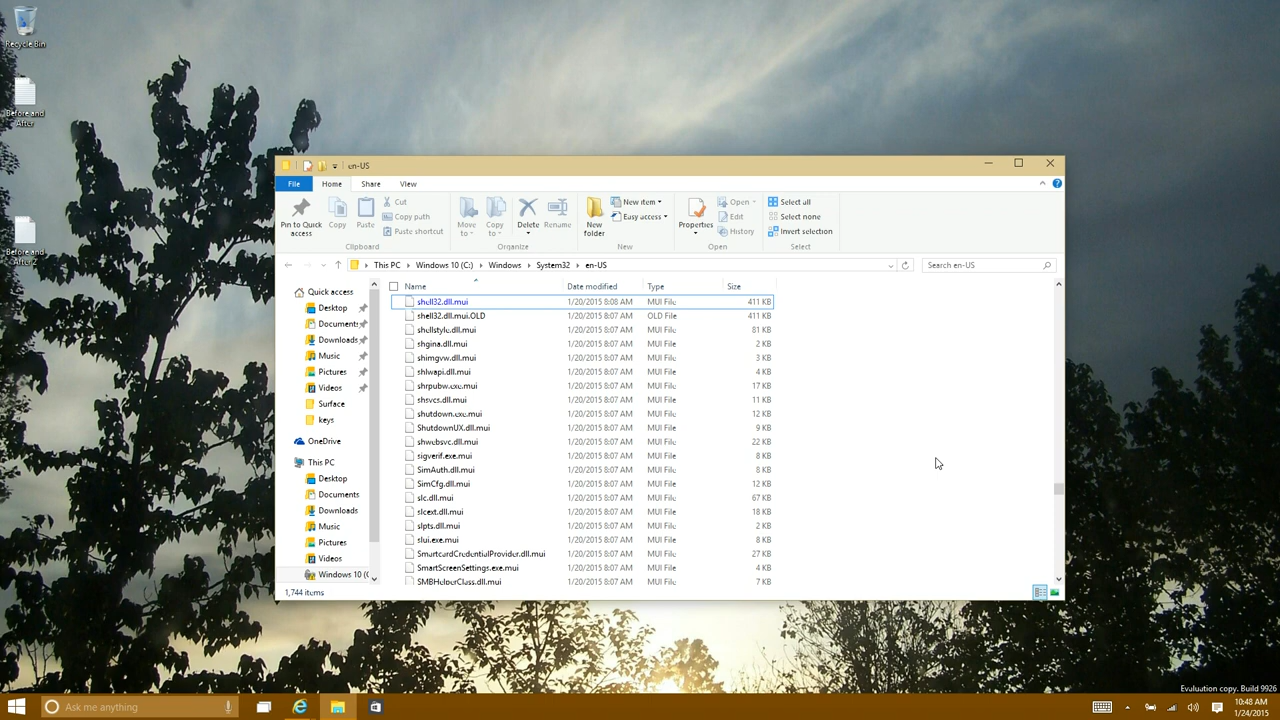 Recycle Bin
Before and
After
Before and
After 2
en-US
File Home Share View
Pin to Quick
access
Copy
Paste
Cut
Copy path
Paste shortcut
Clipboard
Move
to
Copy
to
Delete
Rename
Organize
New
folder
New item
Easy access
New
Properties
Open
Edit
History
Open
Select all
Select none
Invert selection
Select
This PC Windows 10 (C:) Windows System32 en-US
Search en-US
Quick access
Desktop
Documents
Downloads
Music
Pictures
Videos
Surface
keys
OneDrive
This PC
Desktop
Documents
Downloads
Music
Pictures
Videos
Windows 10 (C
Name Date modified Type Size
shell32.dll.mui 1/20/2015 8:08 AM MUI File 411 KB
shell32.dll.mui.OLD 1/20/2015 8:07 AM OLD File 411 KB
shellstyle.dll.mui 1/20/2015 8:07 AM MUI File 81 KB
shgina.dll.mui 1/20/2015 8:07 AM MUI File 2 KB
shimgvw.dll.mui 1/20/2015 8:07 AM MUI File 3 KB
shlwapi.dll.mui 1/20/2015 8:07 AM MUI File 4 KB
shrpubw.exe.mui 1/20/2015 8:07 AM MUI File 17 KB
shsvcs.dll.mui 1/20/2015 8:07 AM MUI File 11 KB
shutdown.exe.mui 1/20/2015 8:07 AM MUI File 12 KB
ShutdownUX.dll.mui 1/20/2015 8:07 AM MUI File 9 KB
shwebsvc.dll.mui 1/20/2015 8:07 AM MUI File 22 KB
sigverif.exe.mui 1/20/2015 8:07 AM MUI File 8 KB
SimAuth.dll.mui 1/20/2015 8:07 AM MUI File 8 KB
SimCfg.dll.mui 1/20/2015 8:07 AM MUI File 12 KB
slc.dll.mui 1/20/2015 8:07 AM MUI File 67 KB
slcext.dll.mui 1/20/2015 8:07 AM MUI File 18 KB
slpts.dll.mui 1/20/2015 8:07 AM MUI File 2 KB
slui.exe.mui 1/20/2015 8:07 AM MUI File 8 KB
SmartcardCredentialProvider.dll.mui 1/20/2015 8:07 AM MUI File 27 KB
SmartScreenSettings.exe.mui 1/20/2015 8:07 AM MUI File 4 KB
SMBHelperClass.dll.mui 1/20/2015 8:07 AM MUI File 7 KB
1,744 items
Evaluation copy. Build 9926
Ask me anything
10:48 AM
1/24/2015